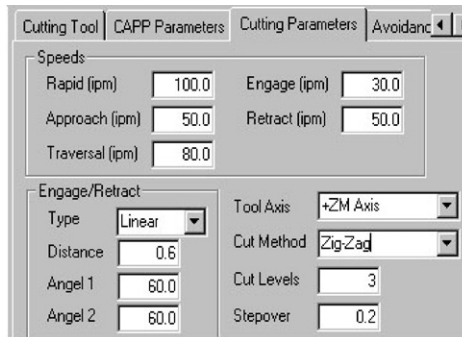 Cutting Tool CAPP Parameters Cutting Parameters Avoidanc
Speeds
Rapid (ipm) 100.0 Engage (ipm) 30.0
Approach (ipm) 50.0 Retract (ipm) 50.0
Traversal (ipm) 80.0
Engage/Retract
Type Linear
Distance 0.6
Angel 1 60.0
Angel 2 60.0
Tool Axis +ZM Axis
Cut Method Zig-Zag
Cut Levels 3
Stepover 0.2